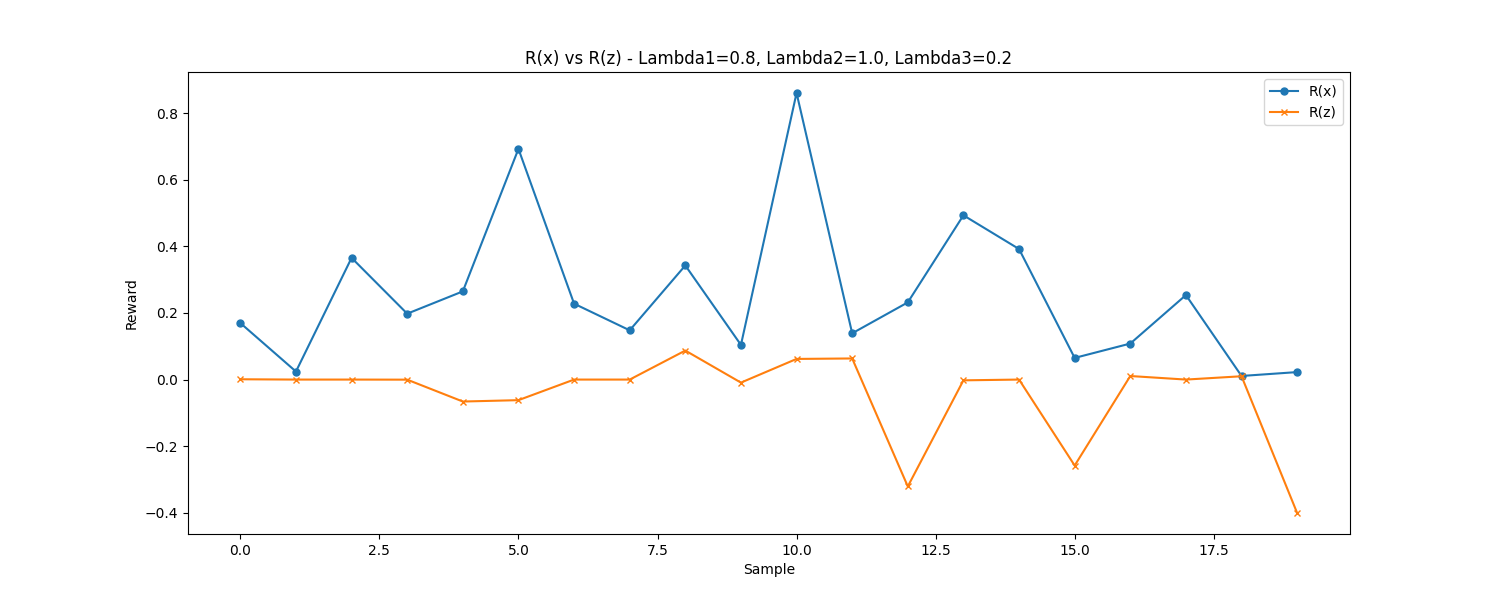 R(x) vs R(z) - Lambda1=0.8, Lambda2=1.0, Lambda3=0.2
R(x)
R(z)
Reward
0.8
0.6
0.4
0.2
0.0
−0.2
−0.4
0.0 2.5 5.0 7.5 10.0 12.5 15.0 17.5
Sample